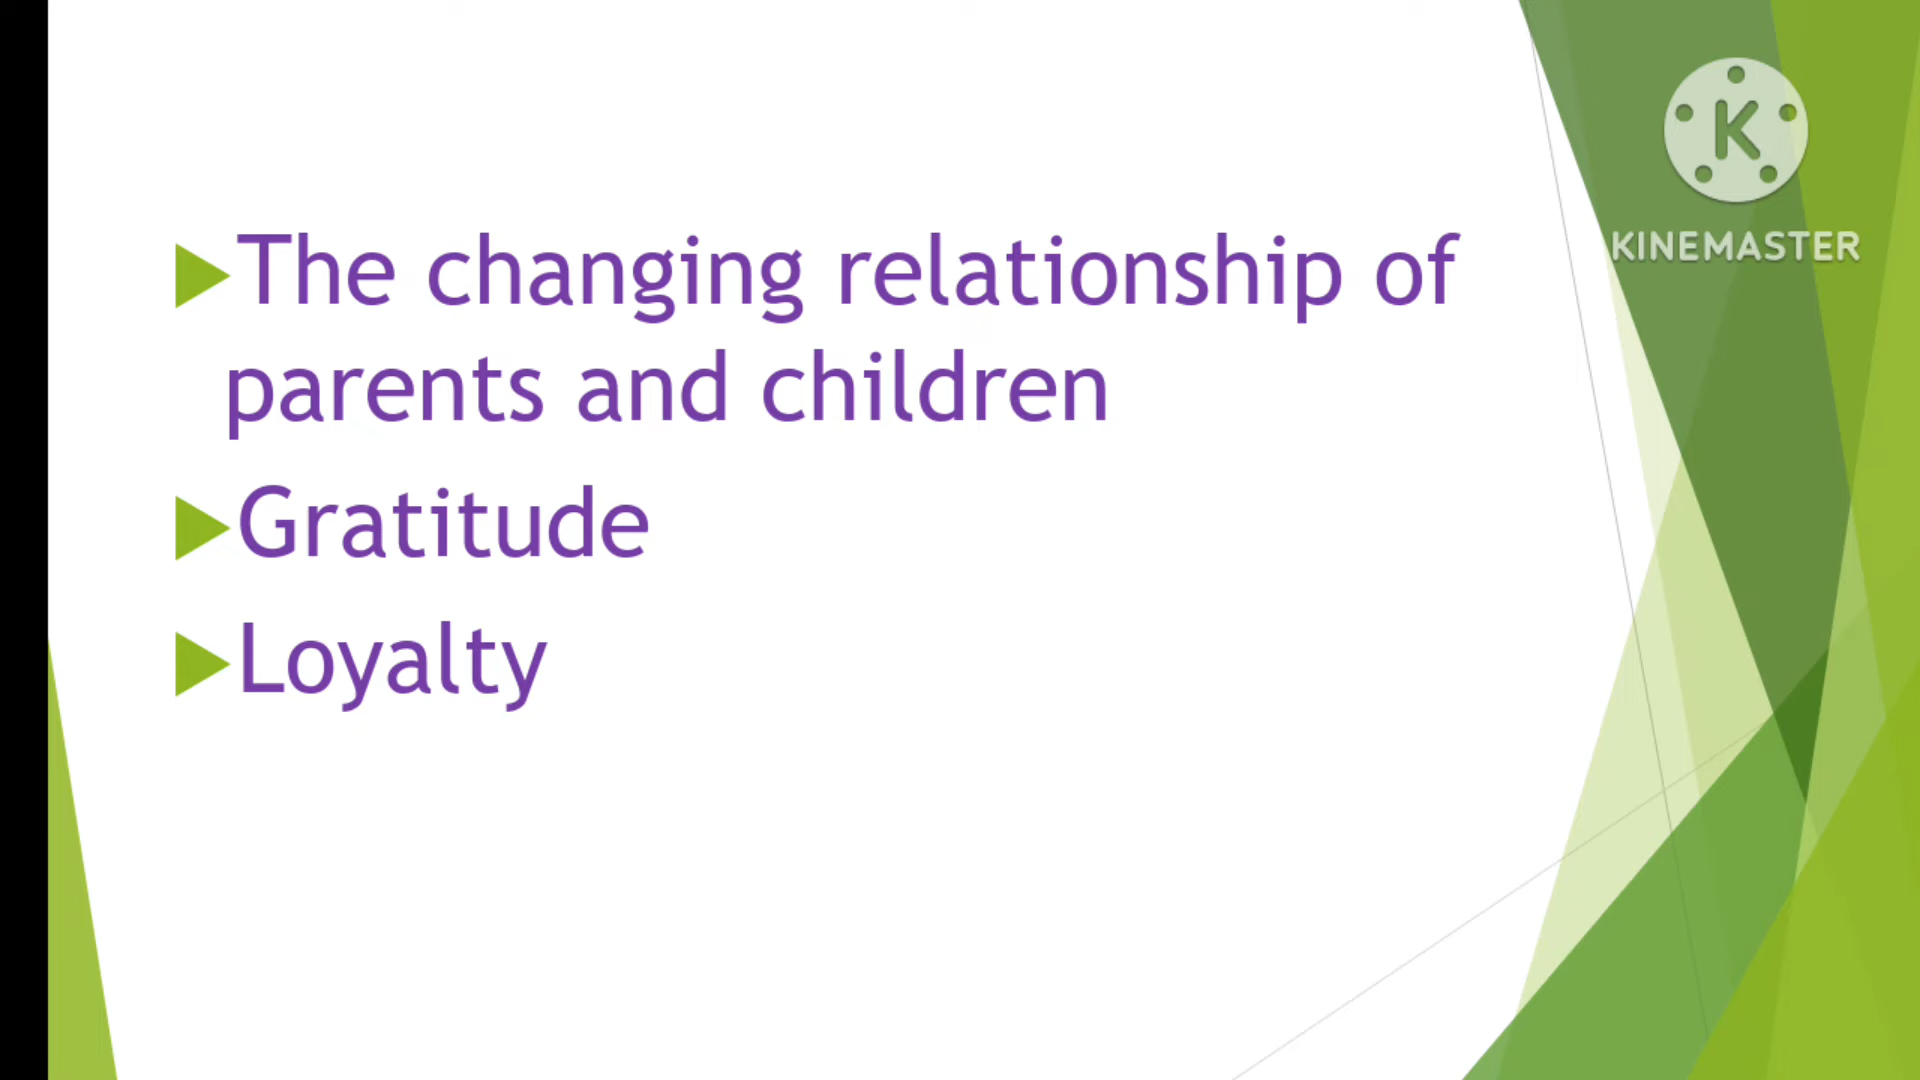 The changing relationship of
parents and children
Gratitude
Loyalty
K
KINEMASTER